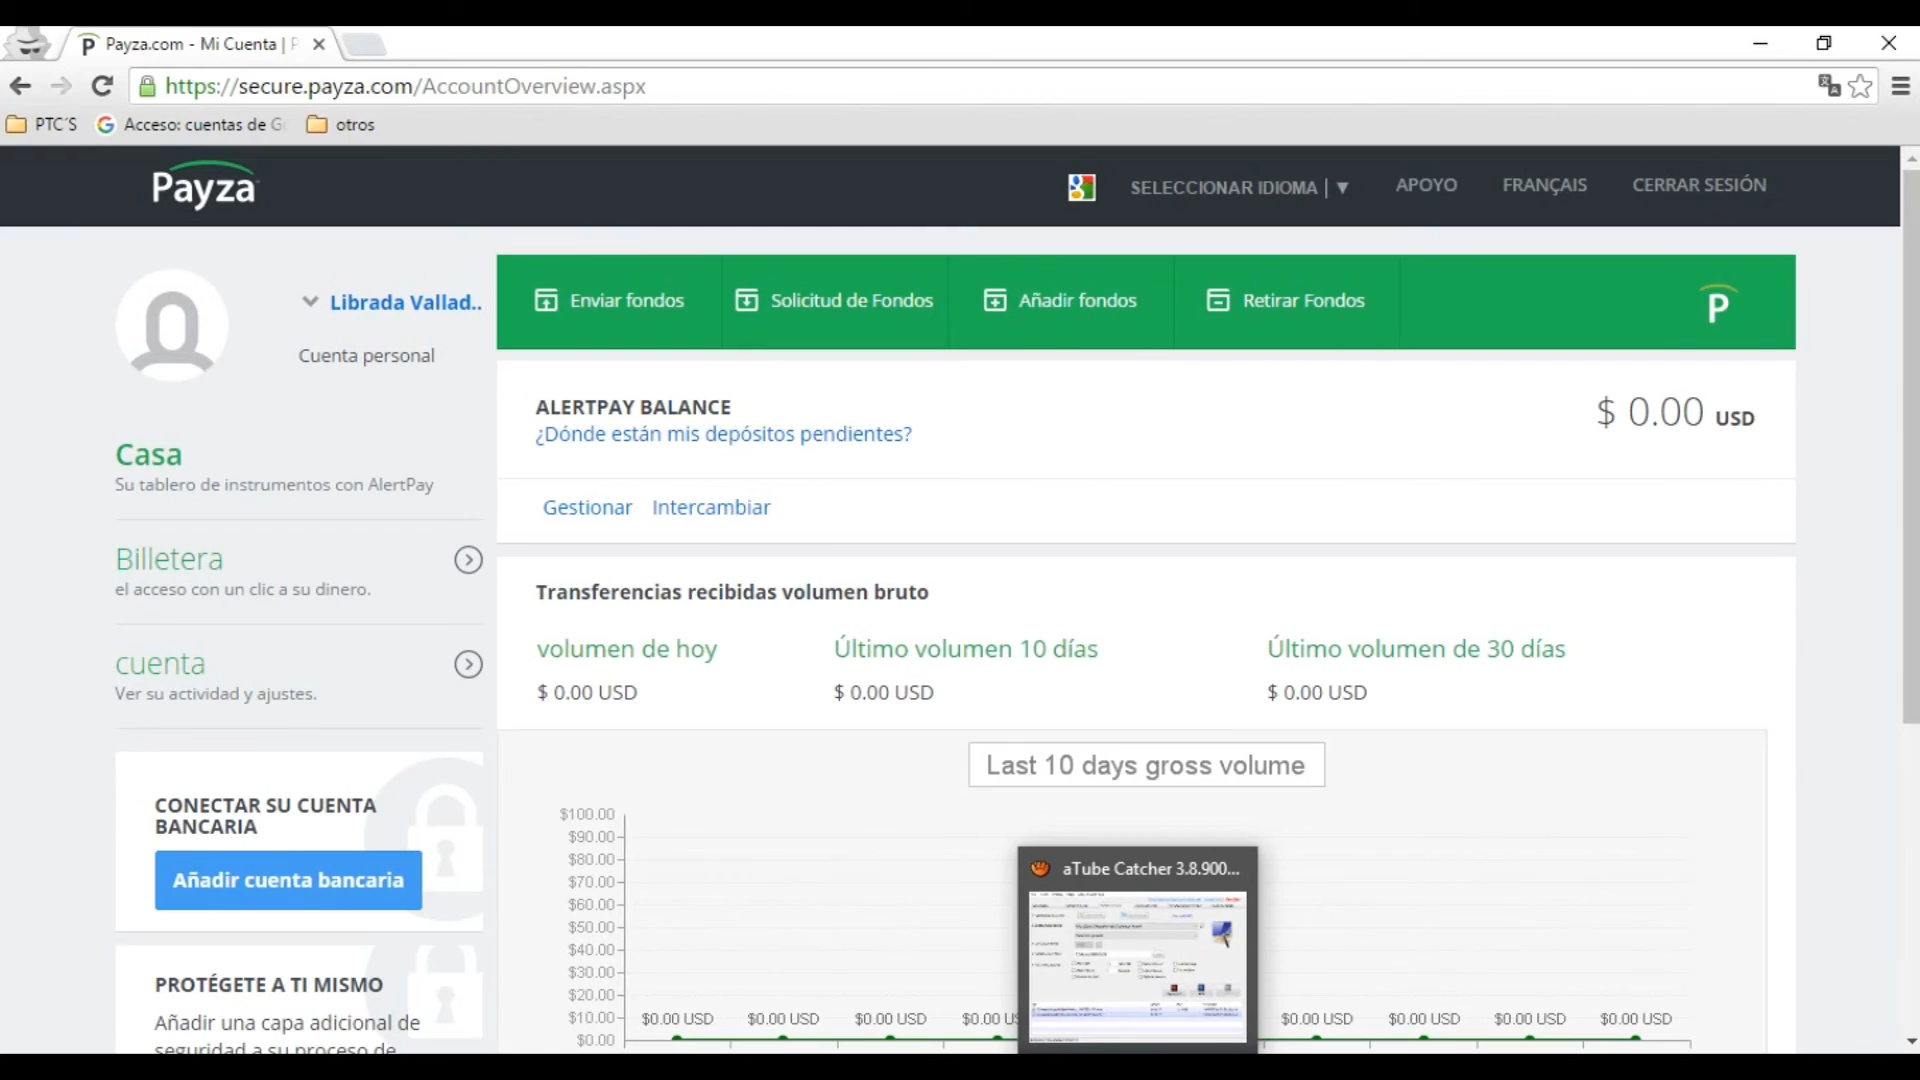 Payza.com - Mi Cuenta | P
https://secure.payza.com/AccountOverview.aspx
PTC´S
Acceso: cuentas de Go
otros
Payza
SELECCIONAR IDIOMA | ▼
APOYO
FRANÇAIS
CERRAR SESIÓN
Librada Vallad..
Cuenta personal
Enviar fondos
Solicitud de Fondos
Añadir fondos
Retirar Fondos
P
ALERTPAY BALANCE
$ 0.00 USD
¿Dónde están mis depósitos pendientes?
Gestionar
Intercambiar
Casa
Su tablero de instrumentos con AlertPay
Billetera
el acceso con un clic a su dinero.
cuenta
Ver su actividad y ajustes.
CONECTAR SU CUENTA
BANCARIA
Añadir cuenta bancaria
PROTÉGETE A TI MISMO
Añadir una capa adicional de
seguridad a su proceso de
Transferencias recibidas volumen bruto
volumen de hoy
$ 0.00 USD
Último volumen 10 días
$ 0.00 USD
Último volumen de 30 días
$ 0.00 USD
Last 10 days gross volume
$100.00
$90.00
$80.00
$70.00
$60.00
$50.00
$40.00
$30.00
$20.00
$10.00
$0.00
$0.00 USD
$0.00 USD
$0.00 USD
$0.00 US
$0.00 USD
$0.00 USD
$0.00 USD
$0.00 USD
aTube Catcher 3.8.900...